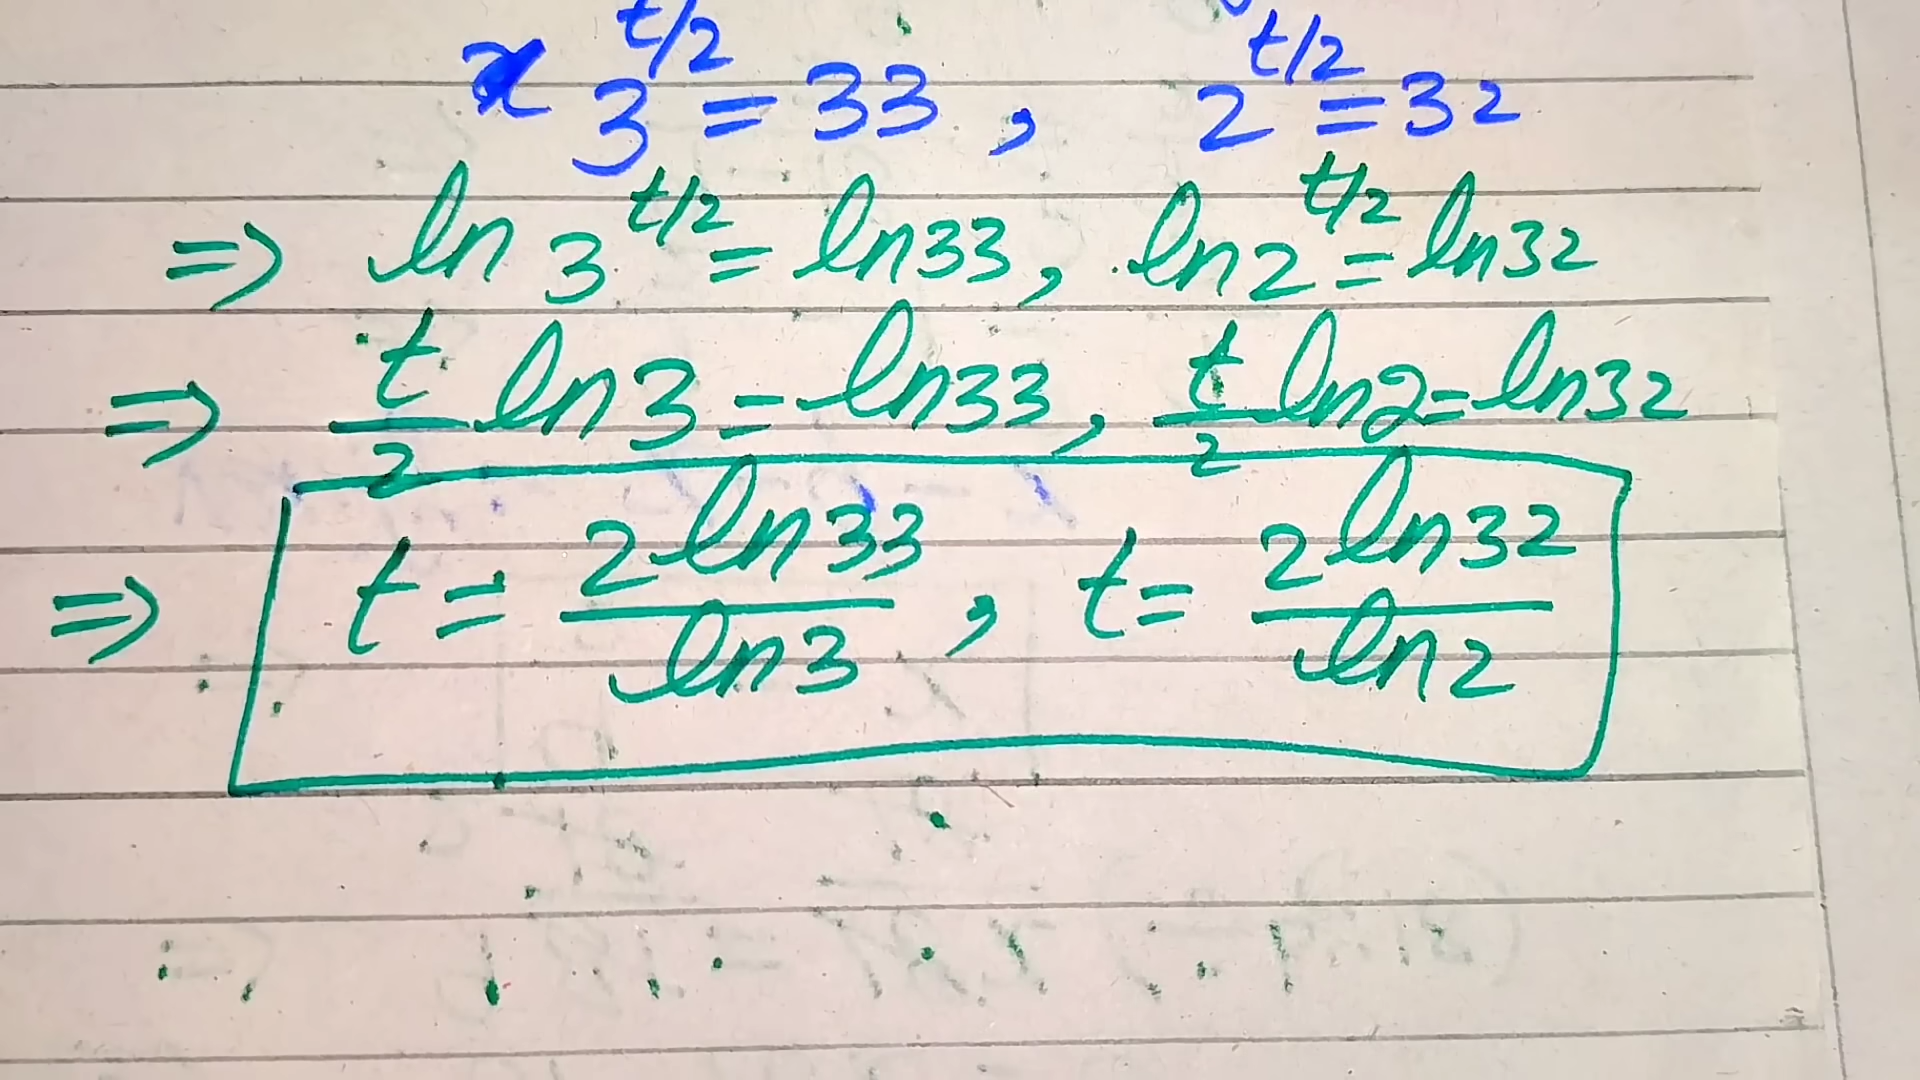 x 3^{t/2} = 33 , 2^{t/2} = 32
⇒ ln 3^{t/2} = ln33, ln2^{t/2} = ln32
⇒ t/2 ln3 = ln33, t/2 ln2 = ln32
⇒ t = 2ln33/ln3 , t = 2ln32/ln2